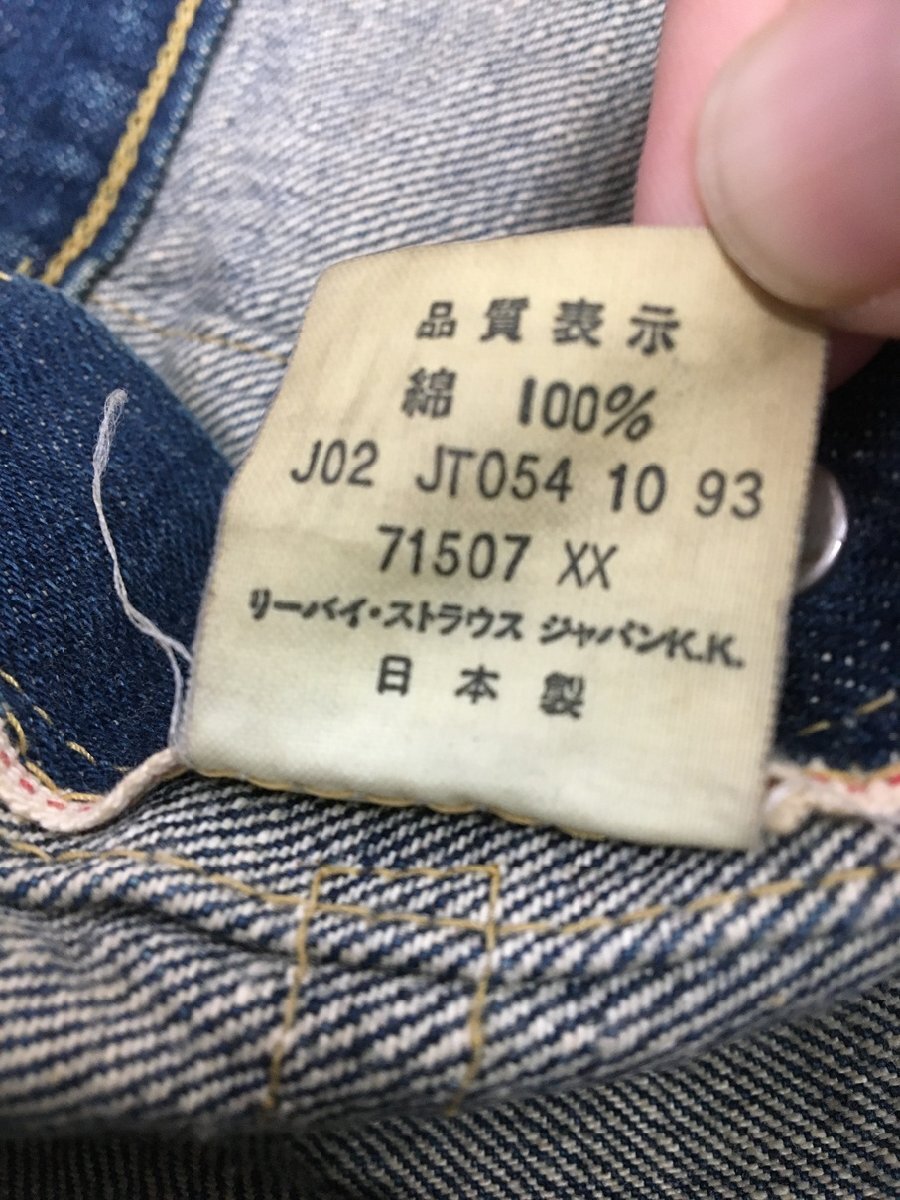 品質表示
綿 100%
J02 JT054 10 93
71507 XX
リーバイ・ストラウス ジャパンK.K.
日本製